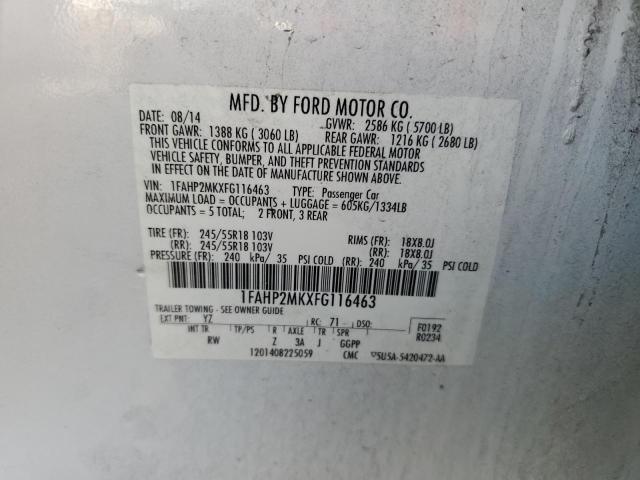 MFD. BY FORD MOTOR CO.
DATE: 08/14 GVWR: 2586 KG ( 5700 LB)
FRONT GAWR: 1388 KG ( 3060 LB) REAR GAWR: 1216 KG ( 2680 LB)
THIS VEHICLE CONFORMS TO ALL APPLICABLE FEDERAL MOTOR
VEHICLE SAFETY, BUMPER, AND THEFT PREVENTION STANDARDS
IN EFFECT ON THE DATE OF MANUFACTURE SHOWN ABOVE.
VIN: 1FAHP2MKXFG116463 TYPE: Passenger Car
MAXIMUM LOAD = OCCUPANTS + LUGGAGE = 605KG/1334LB
OCCUPANTS = 5 TOTAL; 2 FRONT, 3 REAR
TIRE (FR): 245/55R18 103V RIMS (FR): 18X8.0J
(RR): 245/55R18 103V (RR): 18X8.0J
PRESSURE (FR): 240 kPa/ 35 PSI COLD (RR): 240 kPa/ 35 PSI COLD
1FAHP2MKXFG116463
TRAILER TOWING - SEE OWNER GUIDE
EXT PNT: YZ RC: 71 DSO: F0192
INT TR TP/PS R AXLE TR SPR R0234
RW Z 3A J GGPP
1201408225059 CMC 5U5A-5420472-AA